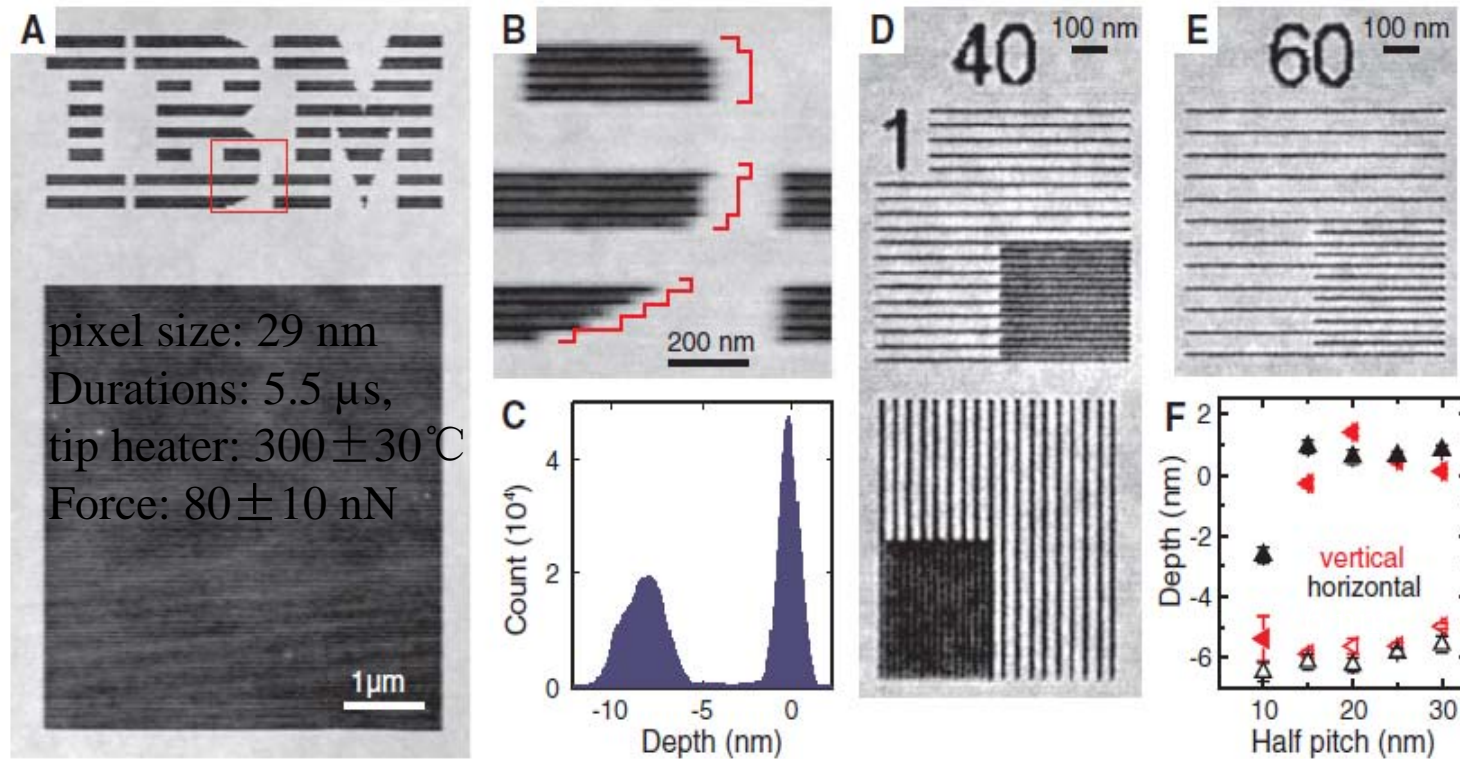 A
IBM
pixel size: 29 nm
Durations: 5.5 μs,
tip heater: 300±30℃
Force: 80±10 nN
1μm
B
200 nm
C
Count (10⁴)
4
2
0
-10
-5
0
Depth (nm)
D
100 nm
40
1
E
100 nm
60
F
Depth (nm)
2
0
-2
-4
-6
vertical
horizontal
10
20
30
Half pitch (nm)